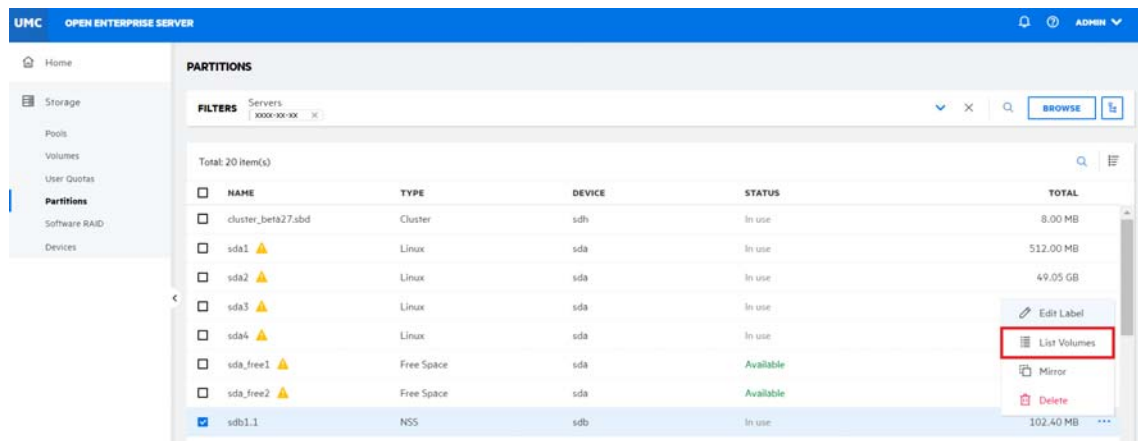 UMC OPEN ENTERPRISE SERVER ADMIN
Home
Storage
Pools
Volumes
User Quotas
Partitions
Software RAID
Devices
PARTITIONS
FILTERS Servers
xxxx-xx-xx
BROWSE
Total: 20 item(s)
NAME TYPE DEVICE STATUS TOTAL
cluster_beta27.sbd Cluster sdh In use 8.00 MB
sda1 Linux sda In use 512.00 MB
sda2 Linux sda In use 49.05 GB
sda3 Linux sda In use
sda4 Linux sda In use
sda_free1 Free Space sda Available
sda_free2 Free Space sda Available
sdb1.1 NSS sdb In use 102.40 MB
Edit Label
List Volumes
Mirror
Delete